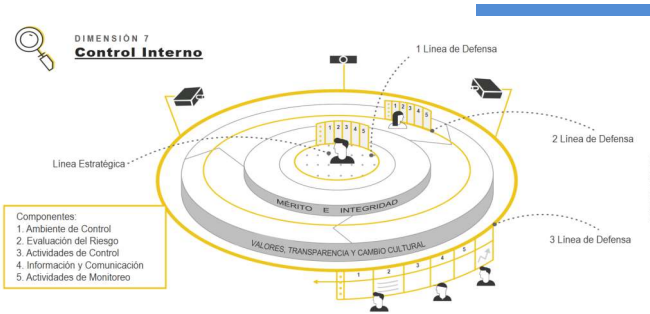 DIMENSIÓN 7
Control Interno
1 Línea de Defensa
1 2 3 4 5
1 2 3 4 5
2 Línea de Defensa
Línea Estratégica
MÉRITO E INTEGRIDAD
Componentes:
1. Ambiente de Control
2. Evaluación del Riesgo
3. Actividades de Control
4. Información y Comunicación
5. Actividades de Monitoreo
VALORES, TRANSPARENCIA Y CAMBIO CULTURAL
3 Línea de Defensa
1 2 3 4 5